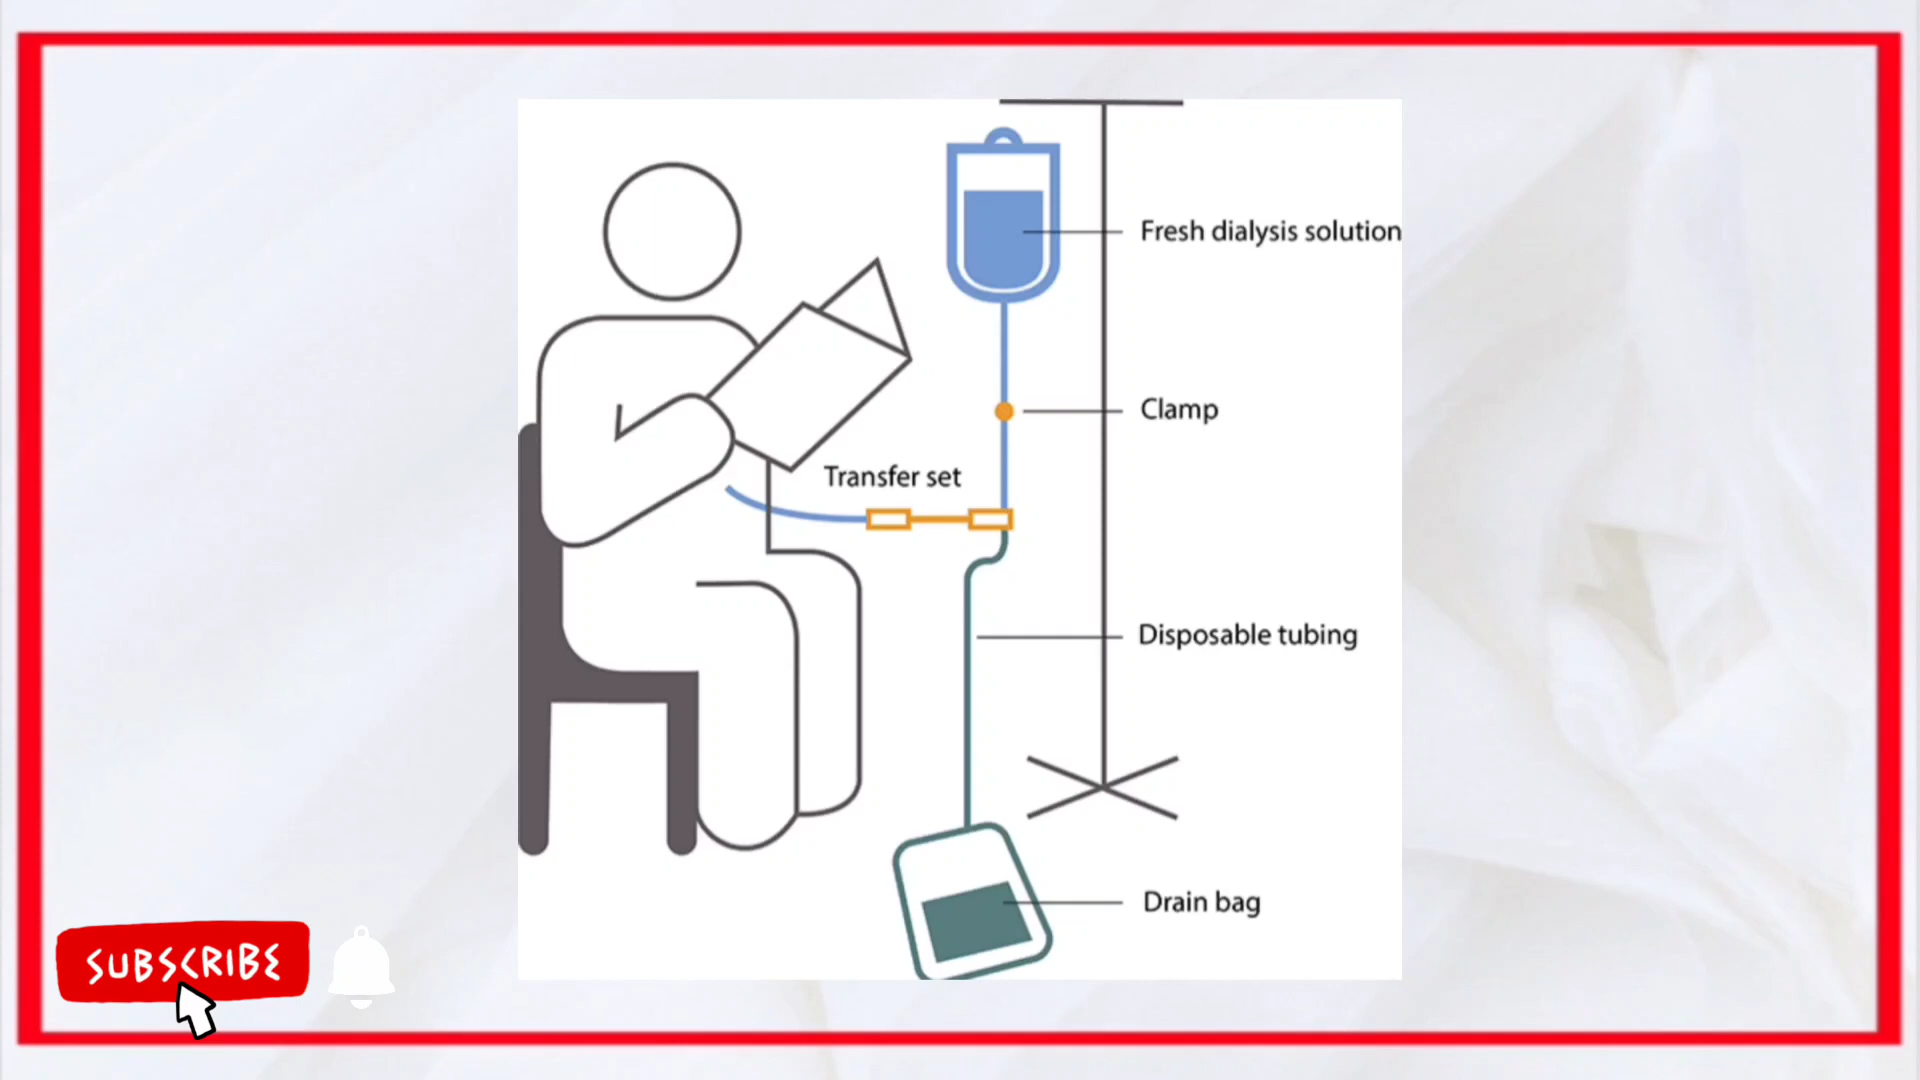 Fresh dialysis solution
Clamp
Transfer set
Disposable tubing
Drain bag
SUBSCRIBE